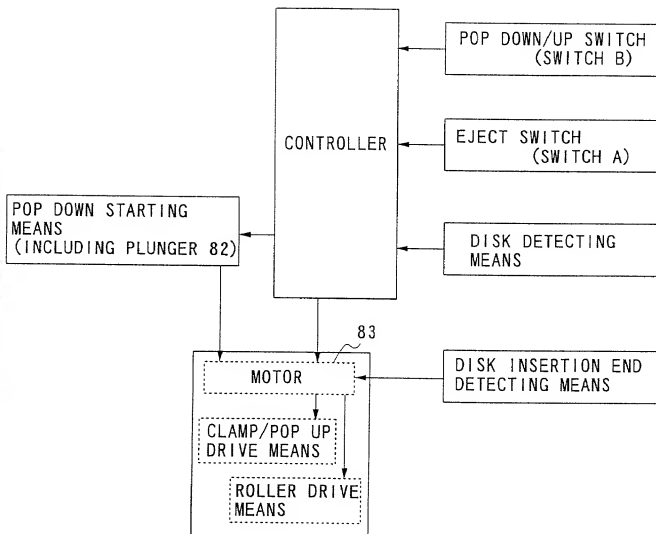 POP DOWN/UP SWITCH
(SWITCH B)
CONTROLLER
EJECT SWITCH
(SWITCH A)
POP DOWN STARTING
MEANS
(INCLUDING PLUNGER 82)
DISK DETECTING
MEANS
83
MOTOR
DISK INSERTION END
DETECTING MEANS
CLAMP/POP UP
DRIVE MEANS
ROLLER DRIVE
MEANS